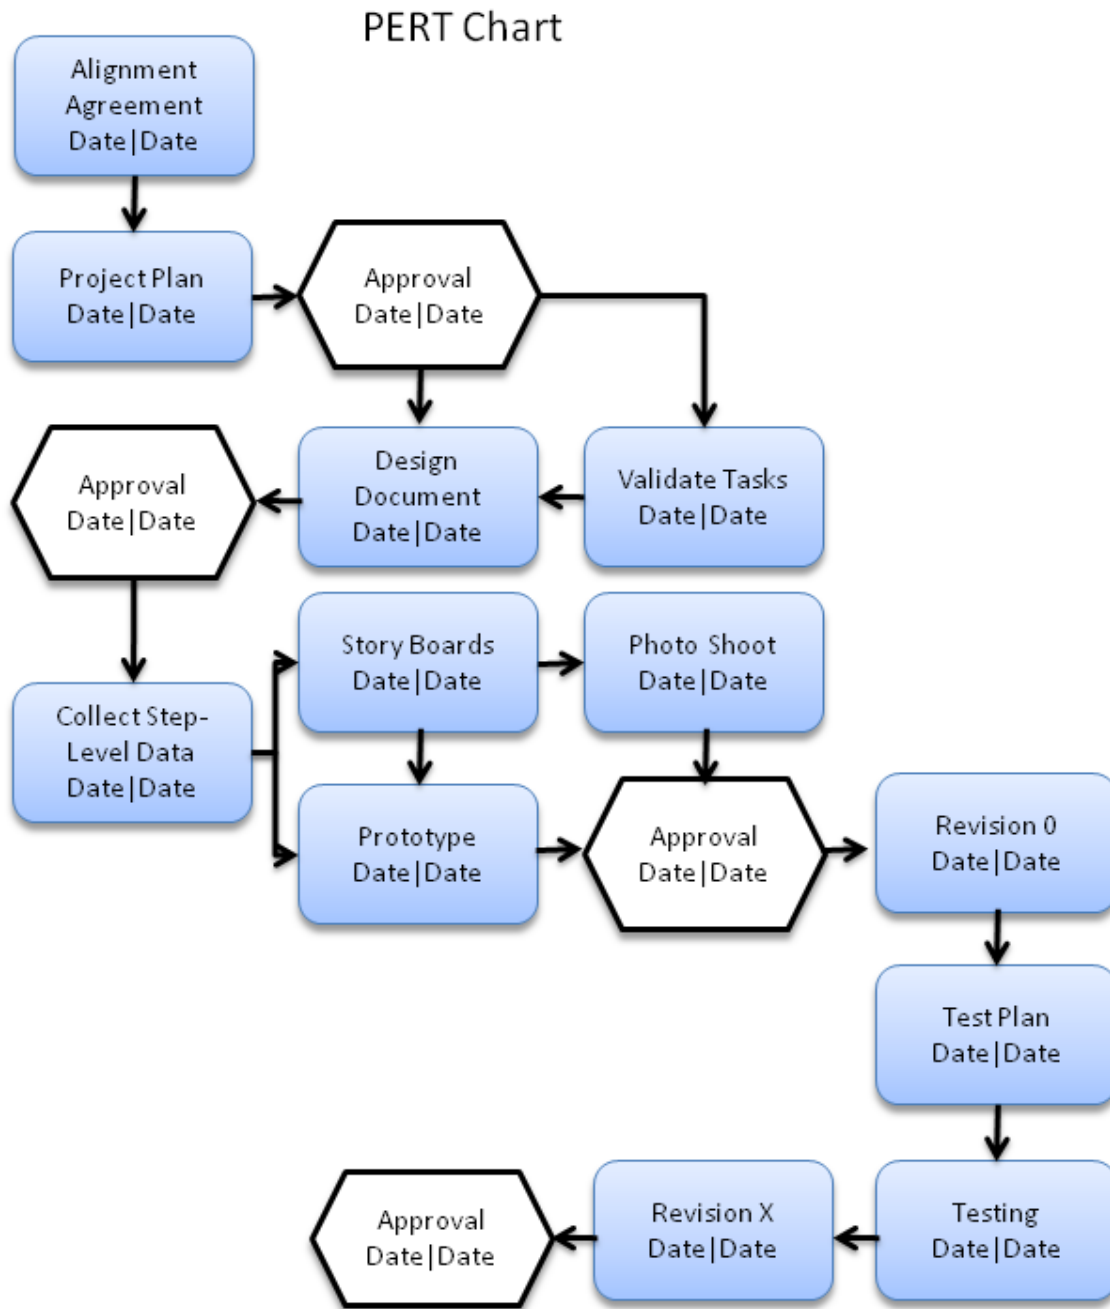 PERT Chart
Alignment
Agreement
Date|Date
Project Plan
Date|Date
Approval
Date|Date
Approval
Date|Date
Design
Document
Date|Date
Validate Tasks
Date|Date
Story Boards
Date|Date
Photo Shoot
Date|Date
Collect Step-
Level Data
Date|Date
Prototype
Date|Date
Approval
Date|Date
Revision 0
Date|Date
Test Plan
Date|Date
Approval
Date|Date
Revision X
Date|Date
Testing
Date|Date